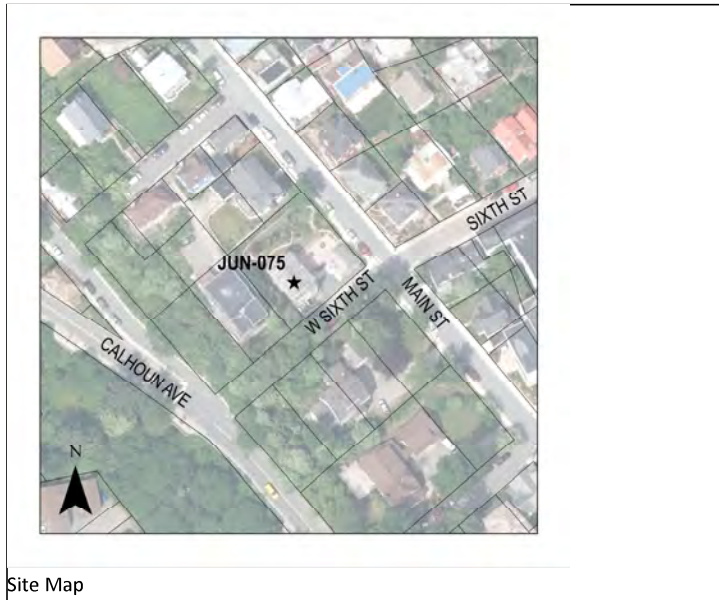 SIXTH ST
JUN-075
W SIXTH ST
MAIN ST
CALHOUN AVE
N
Site Map